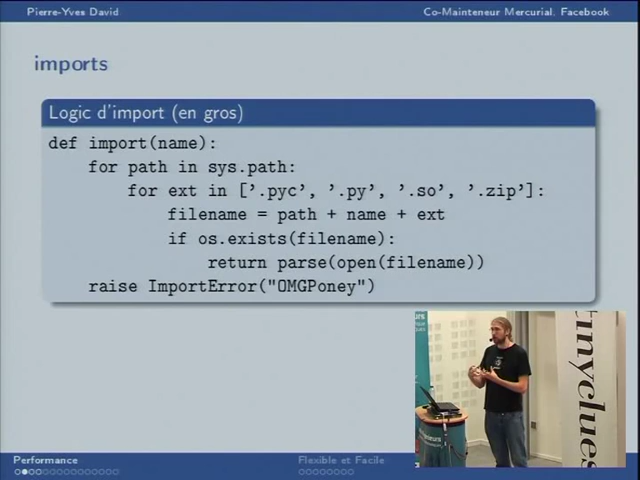 Pierre-Yves David
Co-Mainteneur Mercurial, Facebook
imports
Logic d'import (en gros)
def import(name):
for path in sys.path:
for ext in ['.pyc', '.py', '.so', '.zip']:
filename = path + name + ext
if os.exists(filename):
return parse(open(filename))
raise ImportError("OMGPoney")
tinyclues
Performance
Flexible et Facile